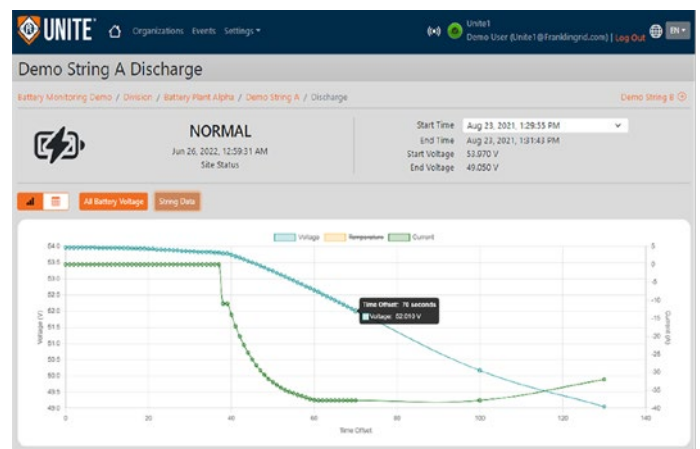 UNITE
Organizations Events Settings
Unite1
Demo User (Unite1@Franklingrid.com) | Log Out
EN
Demo String A Discharge
Battery Monitoring Demo / Division / Battery Plant Alpha / Demo String A / Discharge
Demo String B
NORMAL
Jun 26, 2022, 12:59:31 AM
Site Status
Start Time Aug 23, 2021, 1:29:55 PM
End Time Aug 23, 2021, 1:31:43 PM
Start Voltage 53.970 V
End Voltage 49.050 V
All Battery Voltage String Data
Voltage Temperature Current
54.0
53.5
53.0
52.5
52.0
51.5
51.0
50.5
50.0
49.5
49.0
Voltage (V)
Time Offset: 70 seconds
Voltage: 52.010 V
5
0
-5
-10
-15
-20
-25
-30
-35
-40
Current (A)
0 20 40 60 80 100 120 140
Time Offset